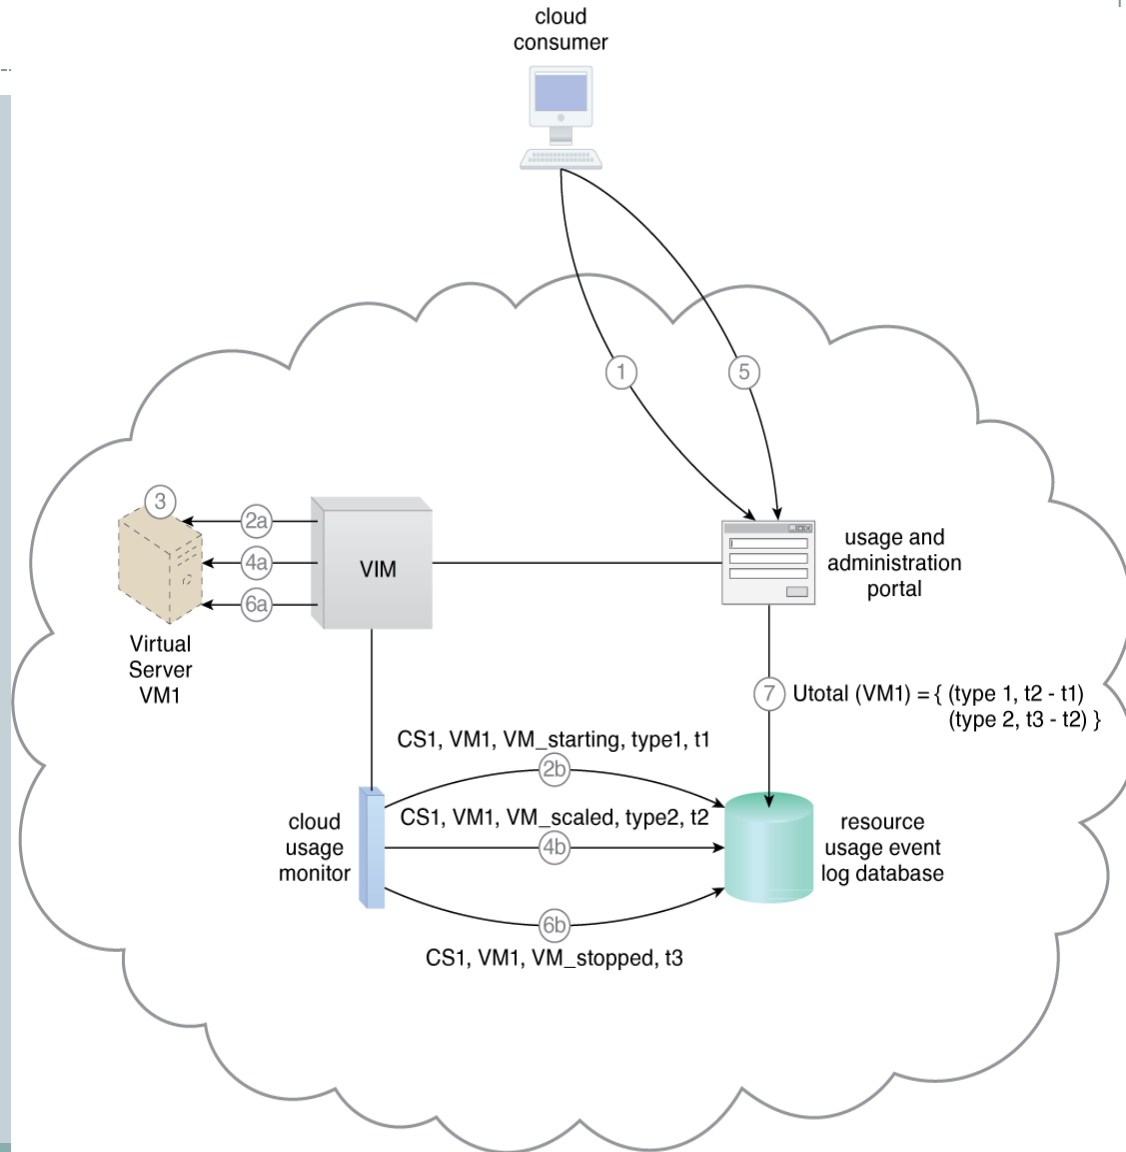 cloud
consumer
1
5
3
2a
4a
6a
VIM
usage and
administration
portal
Virtual
Server
VM1
7
Utotal (VM1) = { (type 1, t2 - t1)
(type 2, t3 - t2) }
CS1, VM1, VM_starting, type1, t1
2b
CS1, VM1, VM_scaled, type2, t2
4b
cloud
usage
monitor
resource
usage event
log database
6b
CS1, VM1, VM_stopped, t3